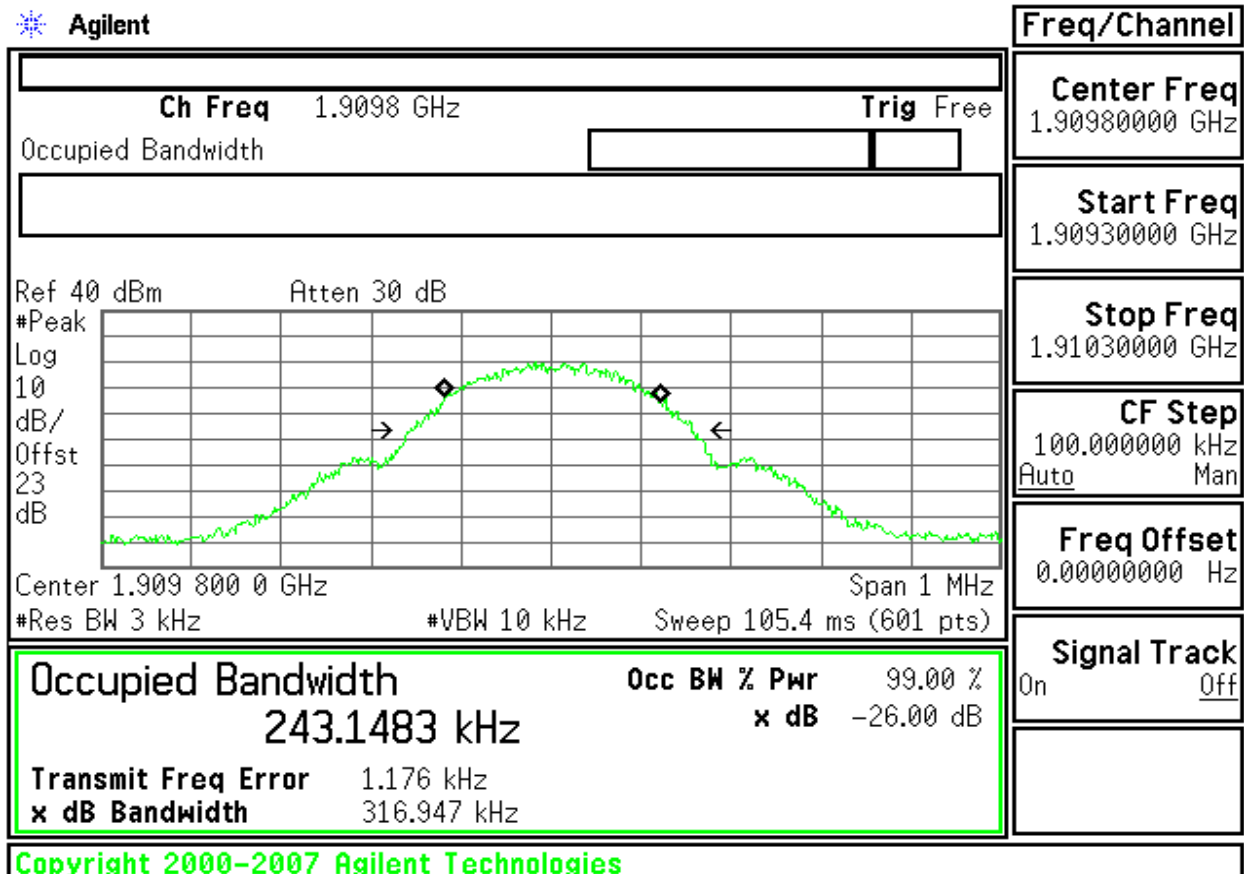 Agilent
Freq/Channel
Ch Freq 1.9098 GHz Trig Free
Occupied Bandwidth
Center Freq
1.90980000 GHz
Start Freq
1.90930000 GHz
Stop Freq
1.91030000 GHz
CF Step
100.000000 kHz
Auto Man
Freq Offset
0.00000000 Hz
Signal Track
On Off
Ref 40 dBm Atten 30 dB
#Peak
Log
10
dB/
Offst
23
dB
Center 1.909 800 0 GHz Span 1 MHz
#Res BW 3 kHz #VBW 10 kHz Sweep 105.4 ms (601 pts)
Occupied Bandwidth Occ BW % Pwr 99.00 %
243.1483 kHz x dB -26.00 dB
Transmit Freq Error 1.176 kHz
x dB Bandwidth 316.947 kHz
Copyright 2000-2007 Agilent Technologies